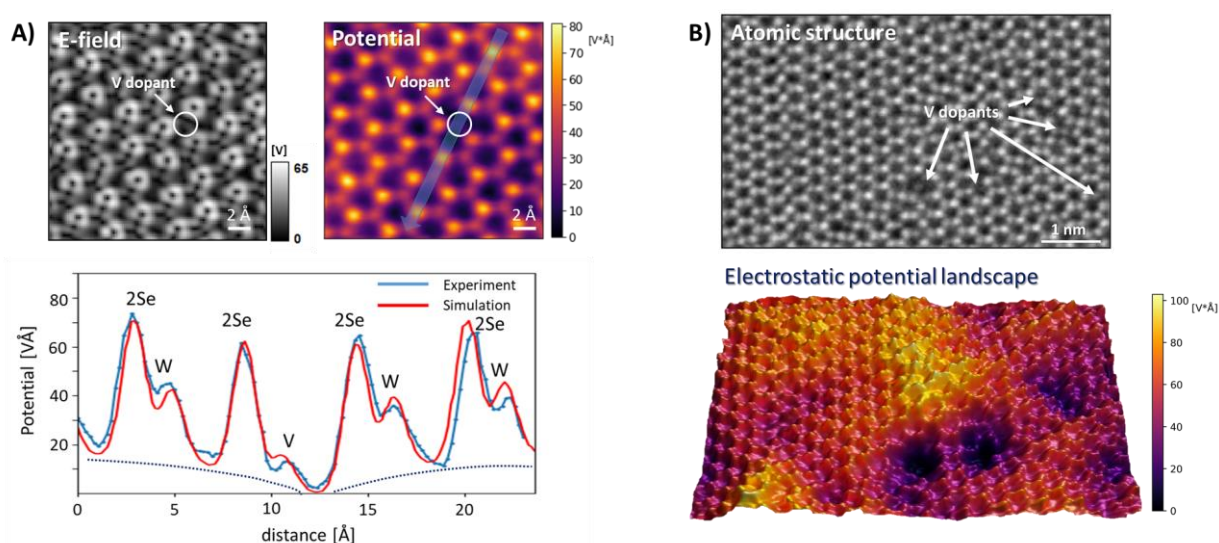 A)
E-field
V dopant
[V]
65
0
2 Å
Potential
V dopant
2 Å
80
[V*Å]
70
60
50
40
30
20
10
0
B)
Atomic structure
V dopants
1 nm
80
60
40
20
Potential [VÅ]
2Se
W
2Se
V
2Se
W
2Se
W
Experiment
Simulation
0
5
10
15
20
distance [Å]
Electrostatic potential landscape
100
[V*Å]
80
60
40
20
0